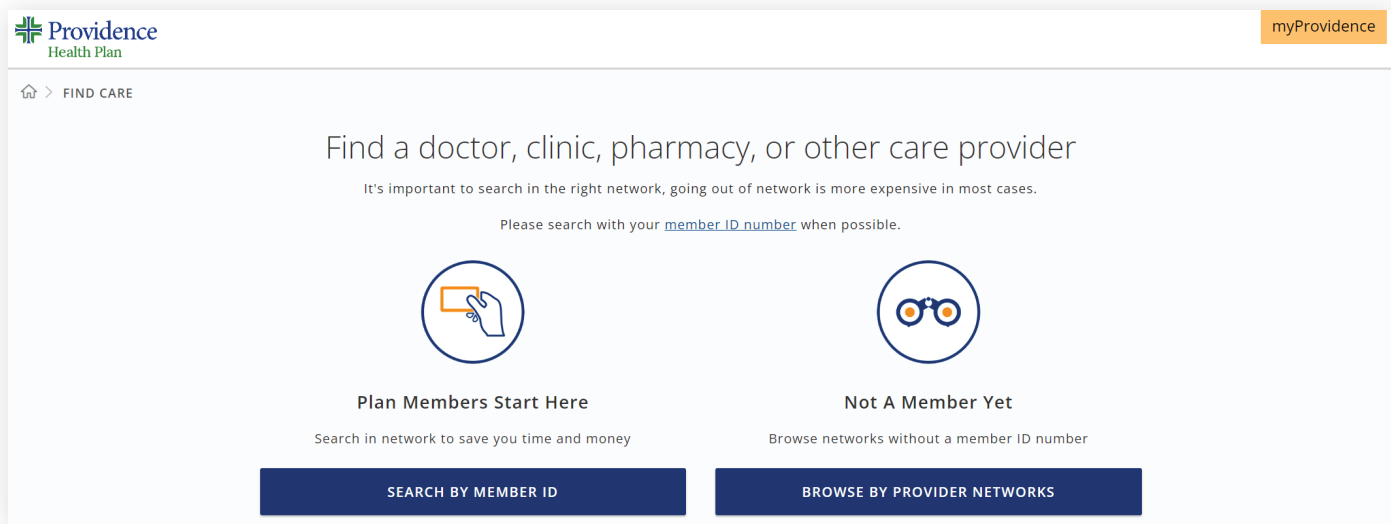 Providence
Health Plan
myProvidence
FIND CARE
Find a doctor, clinic, pharmacy, or other care provider
It's important to search in the right network, going out of network is more expensive in most cases.
Please search with your member ID number when possible.
Plan Members Start Here
Search in network to save you time and money
SEARCH BY MEMBER ID
Not A Member Yet
Browse networks without a member ID number
BROWSE BY PROVIDER NETWORKS